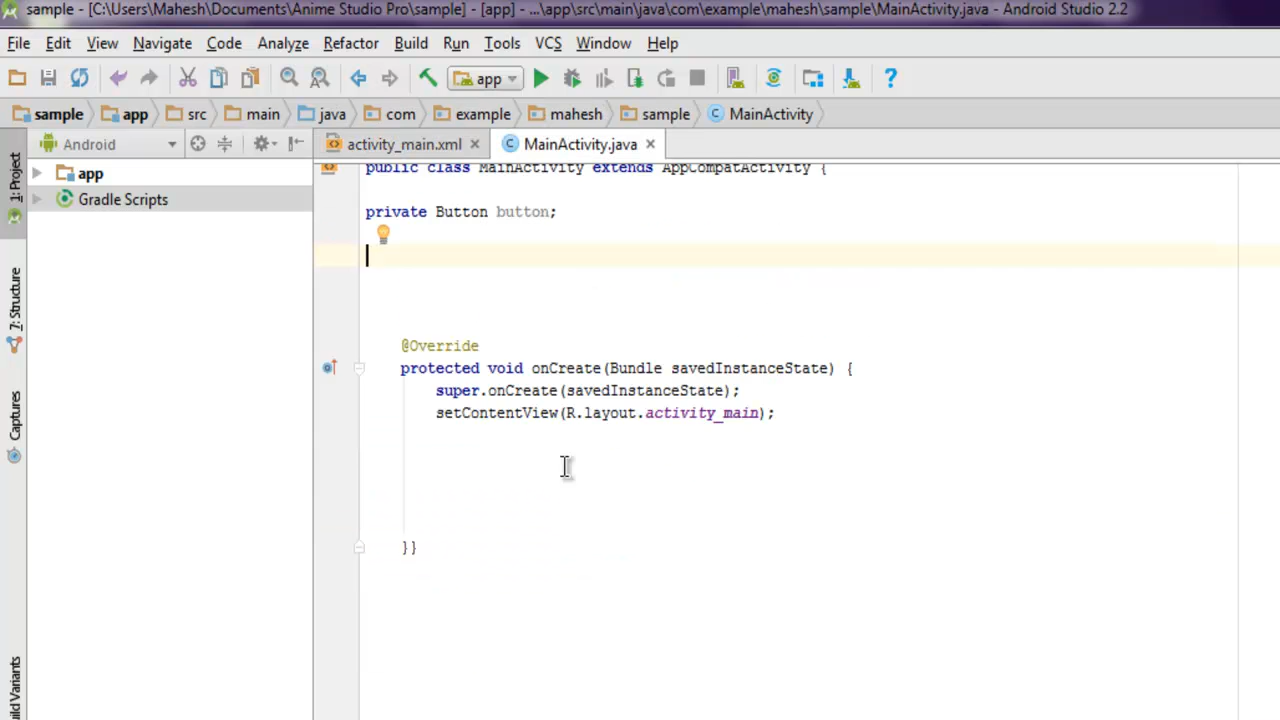 sample - [C:\Users\Mahesh\Documents\Anime Studio Pro\sample] - [app] - ...\app\src\main\java\com\example\mahesh\sample\MainActivity.java - Android Studio 2.2
File Edit View Navigate Code Analyze Refactor Build Run Tools VCS Window Help
app
sample app src main java com example mahesh sample MainActivity
Android
activity_main.xml
MainActivity.java
1: Project
7: Structure
Captures
ild Variants
app
Gradle Scripts
public class MainActivity extends AppCompatActivity {
private Button button;
@Override
protected void onCreate(Bundle savedInstanceState) {
super.onCreate(savedInstanceState);
setContentView(R.layout.activity_main);
}}